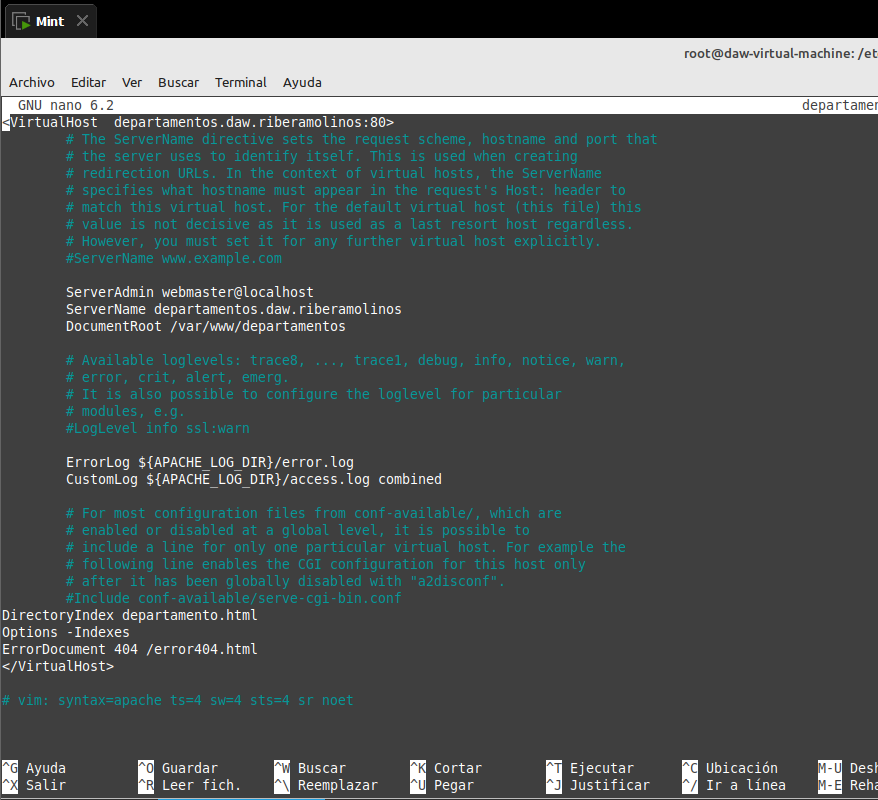 Mint
root@daw-virtual-machine: /et
Archivo Editar Ver Buscar Terminal Ayuda
GNU nano 6.2 departamen
<VirtualHost  departamentos.daw.riberamolinos:80>
# The ServerName directive sets the request scheme, hostname and port that
# the server uses to identify itself. This is used when creating
# redirection URLs. In the context of virtual hosts, the ServerName
# specifies what hostname must appear in the request's Host: header to
# match this virtual host. For the default virtual host (this file) this
# value is not decisive as it is used as a last resort host regardless.
# However, you must set it for any further virtual host explicitly.
#ServerName www.example.com
ServerAdmin webmaster@localhost
ServerName departamentos.daw.riberamolinos
DocumentRoot /var/www/departamentos
# Available loglevels: trace8, ..., trace1, debug, info, notice, warn,
# error, crit, alert, emerg.
# It is also possible to configure the loglevel for particular
# modules, e.g.
#LogLevel info ssl:warn
ErrorLog ${APACHE_LOG_DIR}/error.log
CustomLog ${APACHE_LOG_DIR}/access.log combined
# For most configuration files from conf-available/, which are
# enabled or disabled at a global level, it is possible to
# include a line for only one particular virtual host. For example the
# following line enables the CGI configuration for this host only
# after it has been globally disabled with "a2disconf".
#Include conf-available/serve-cgi-bin.conf
DirectoryIndex departamento.html
Options -Indexes
ErrorDocument 404 /error404.html
</VirtualHost>
# vim: syntax=apache ts=4 sw=4 sts=4 sr noet
^G Ayuda ^O Guardar ^W Buscar ^K Cortar ^T Ejecutar ^C Ubicación M-U Desh
^X Salir ^R Leer fich. ^\ Reemplazar ^U Pegar ^J Justificar ^/ Ir a línea M-E Reha